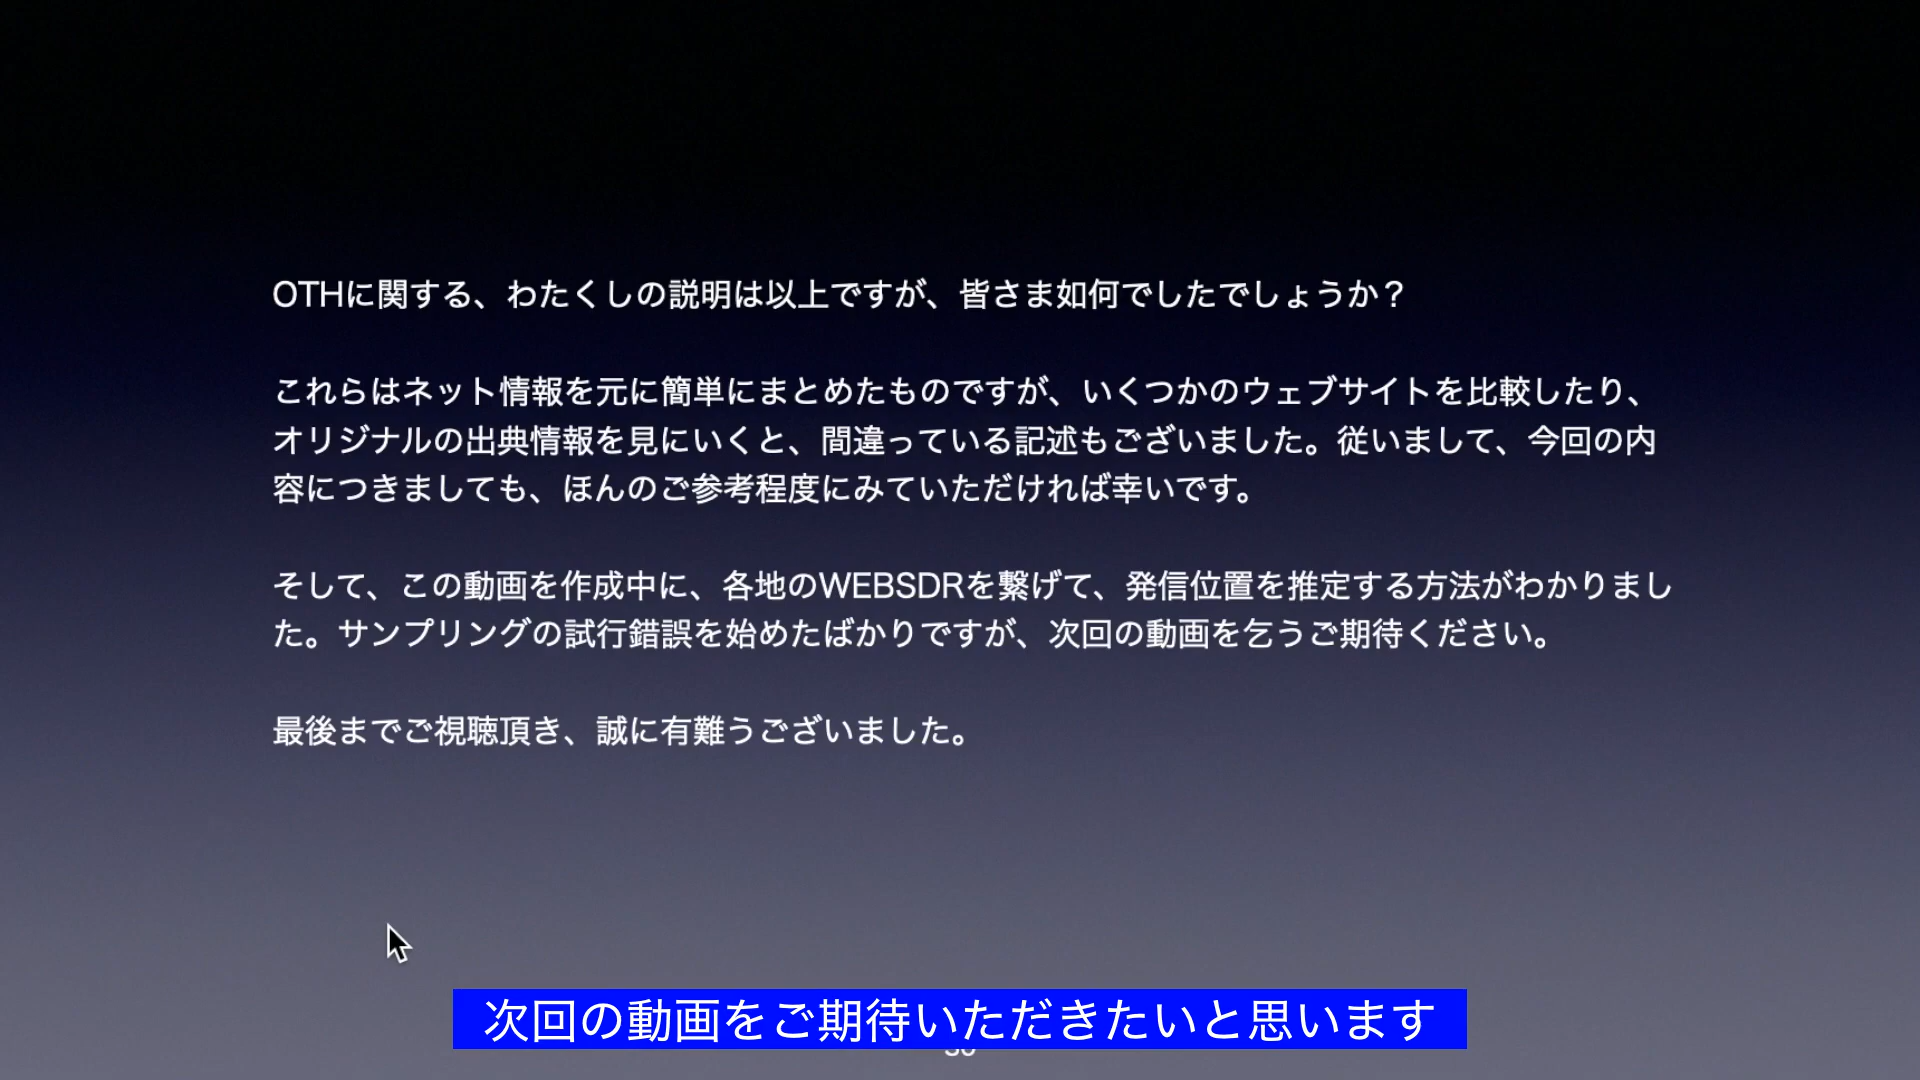 OTHに関する、わたくしの説明は以上ですが、皆さま如何でしたでしょうか？
これらはネット情報を元に簡単にまとめたものですが、いくつかのウェブサイトを比較したり、
オリジナルの出典情報を見にいくと、間違っている記述もございました。従いまして、今回の内
容につきましても、ほんのご参考程度にみていただければ幸いです。
そして、この動画を作成中に、各地のWEBSDRを繋げて、発信位置を推定する方法がわかりまし
た。サンプリングの試行錯誤を始めたばかりですが、次回の動画を乞うご期待ください。
最後までご視聴頂き、誠に有難うございました。
次回の動画をご期待いただきたいと思います